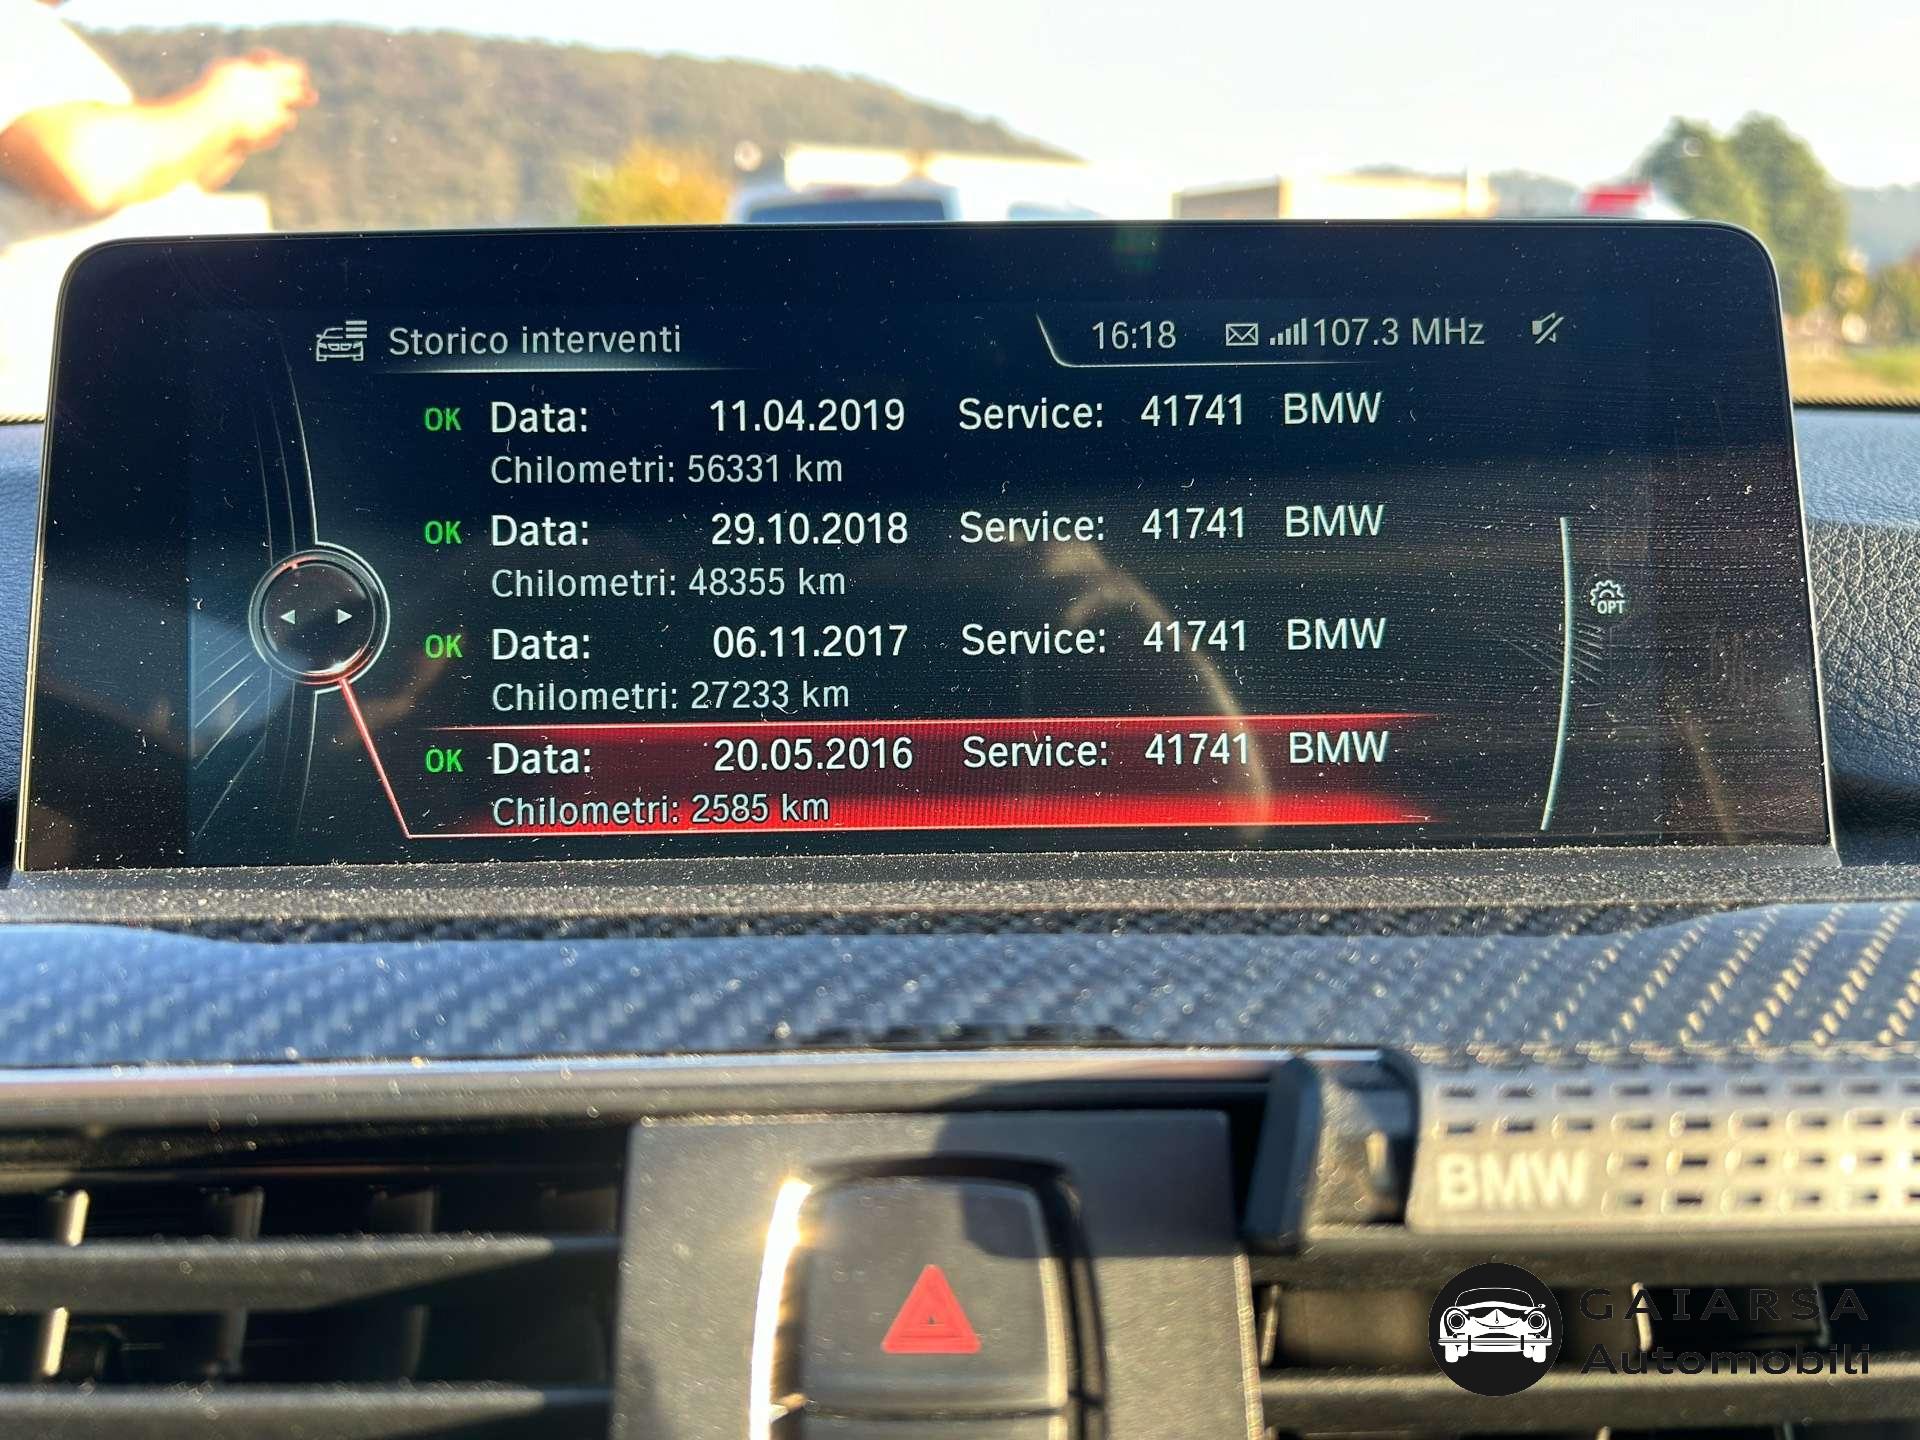 Storico interventi
16:18 107.3 MHz
OK Data: 11.04.2019 Service: 41741 BMW
Chilometri: 56331 km
OK Data: 29.10.2018 Service: 41741 BMW
Chilometri: 48355 km
OK Data: 06.11.2017 Service: 41741 BMW
Chilometri: 27233 km
OPT
OK Data: 20.05.2016 Service: 41741 BMW
Chilometri: 2585 km
BMW
GAIARSA
Automobili